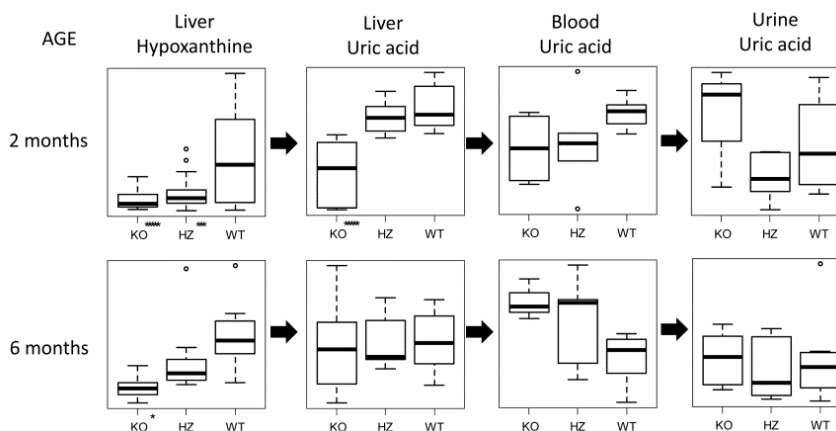 AGE
Liver
Hypoxanthine
Liver
Uric acid
Blood
Uric acid
Urine
Uric acid
2 months
KO***** HZ*** WT
KO***** HZ WT
KO HZ WT
KO HZ WT
6 months
KO * HZ WT
KO HZ WT
KO HZ WT
KO HZ WT